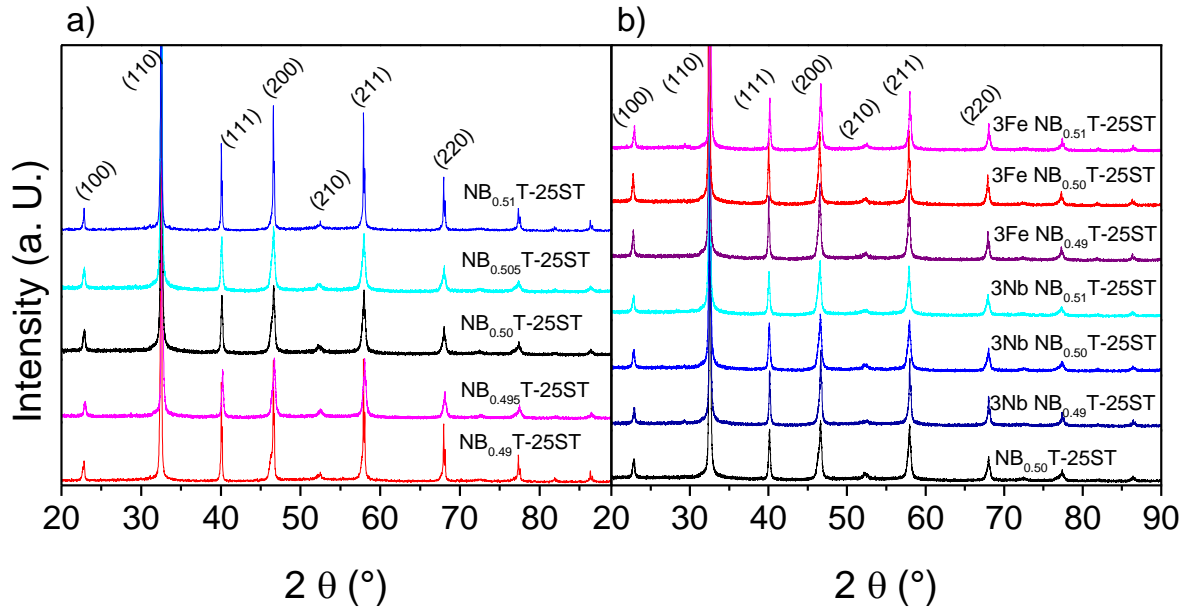 a)
Intensity (a. U.)
(100)
(110)
(111)
(200)
(210)
(211)
(220)
NB0.51T-25ST
NB0.505T-25ST
NB0.50T-25ST
NB0.495T-25ST
NB0.49T-25ST
20 30 40 50 60 70 80
2 θ (°)
b)
(100)
(110)
(111)
(200)
(210)
(211)
(220)
3Fe NB0.51T-25ST
3Fe NB0.50T-25ST
3Fe NB0.49T-25ST
3Nb NB0.51T-25ST
3Nb NB0.50T-25ST
3Nb NB0.49T-25ST
NB0.50T-25ST
20 30 40 50 60 70 80 90
2 θ (°)